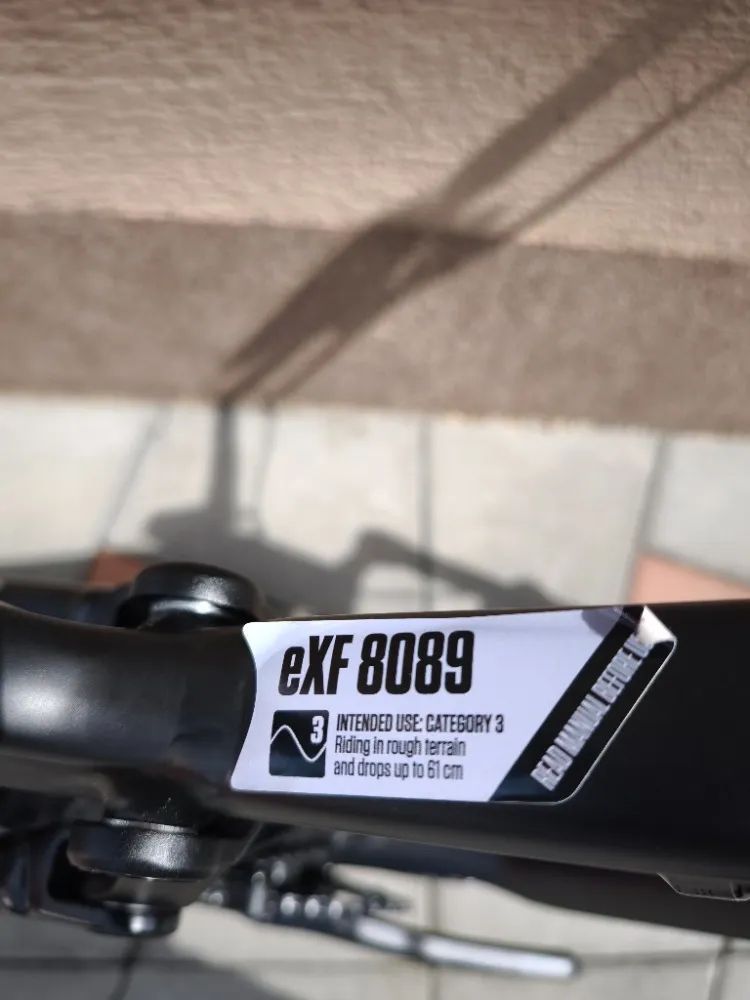 eXF 8089
3
INTENDED USE: CATEGORY 3
Riding in rough terrain
and drops up to 61 cm
READ MANUAL BEFORE